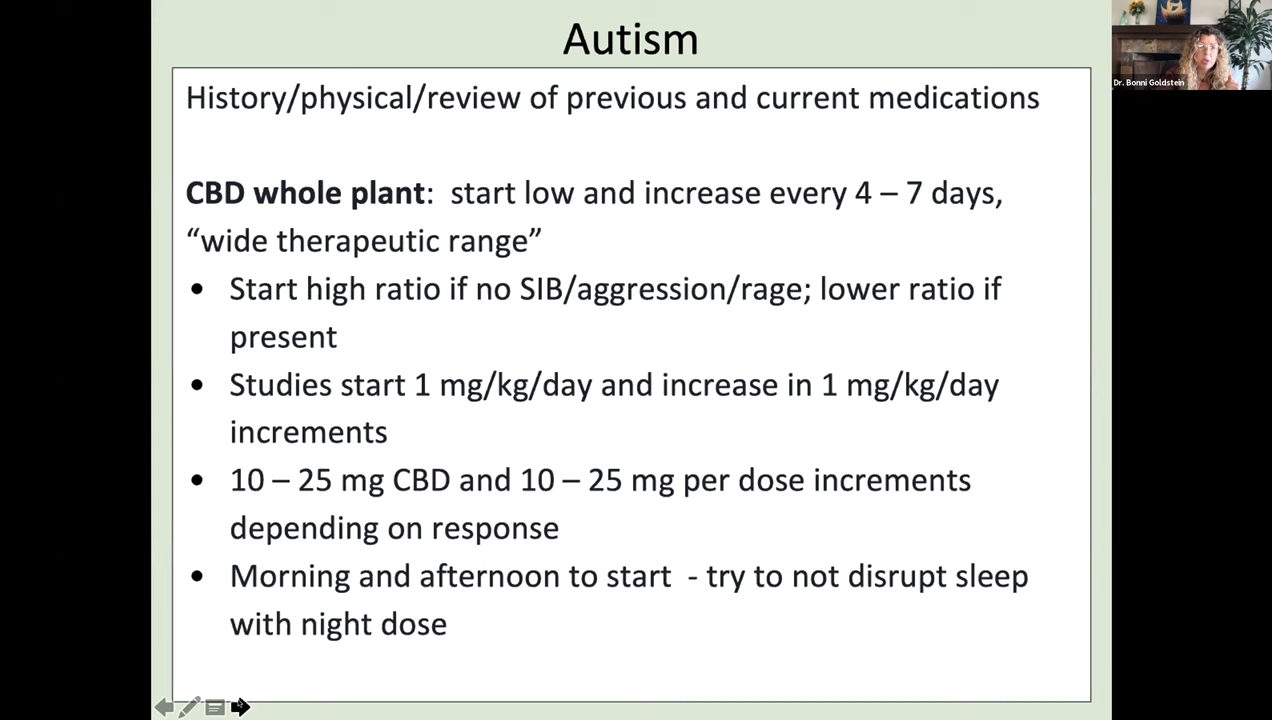 Autism
Dr. Bonni Goldstein
History/physical/review of previous and current medications
CBD whole plant:  start low and increase every 4 – 7 days,
“wide therapeutic range”
• Start high ratio if no SIB/aggression/rage; lower ratio if
present
• Studies start 1 mg/kg/day and increase in 1 mg/kg/day
increments
• 10 – 25 mg CBD and 10 – 25 mg per dose increments
depending on response
• Morning and afternoon to start  - try to not disrupt sleep
with night dose